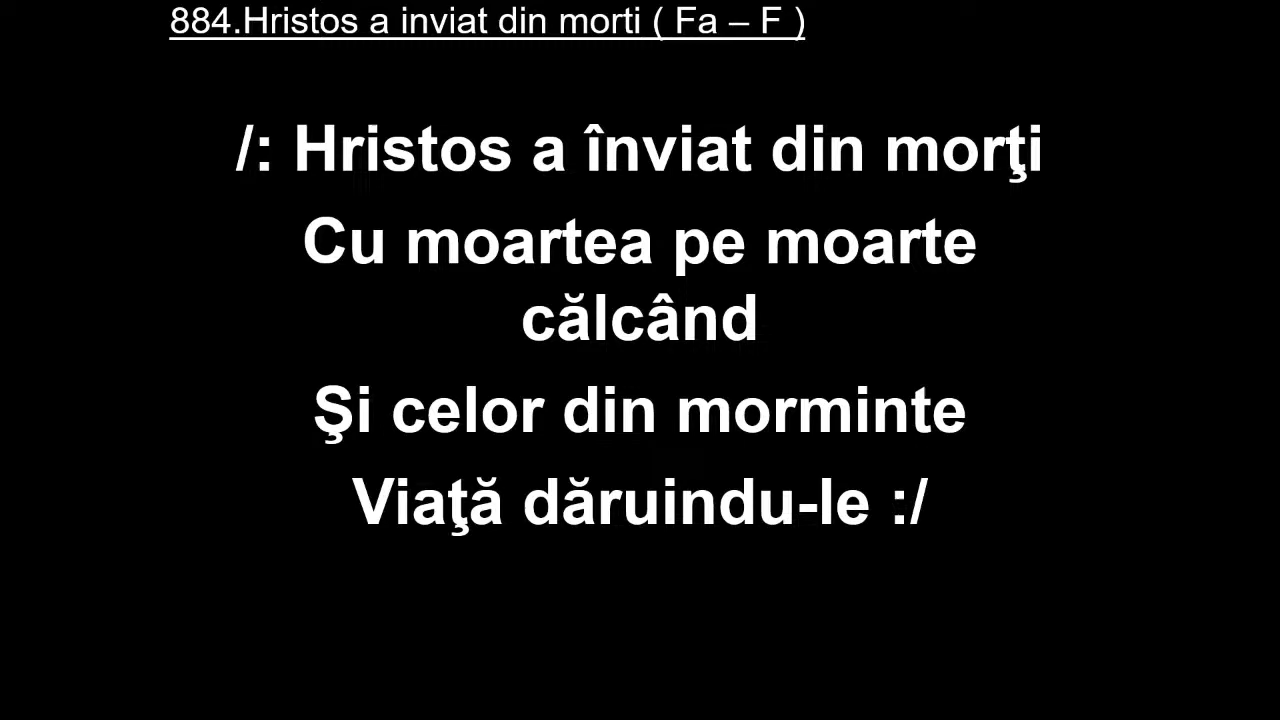 884.Hristos a inviat din morti ( Fa – F )
/: Hristos a înviat din morţi
Cu moartea pe moarte
călcând
Şi celor din morminte
Viaţă dăruindu-le :/